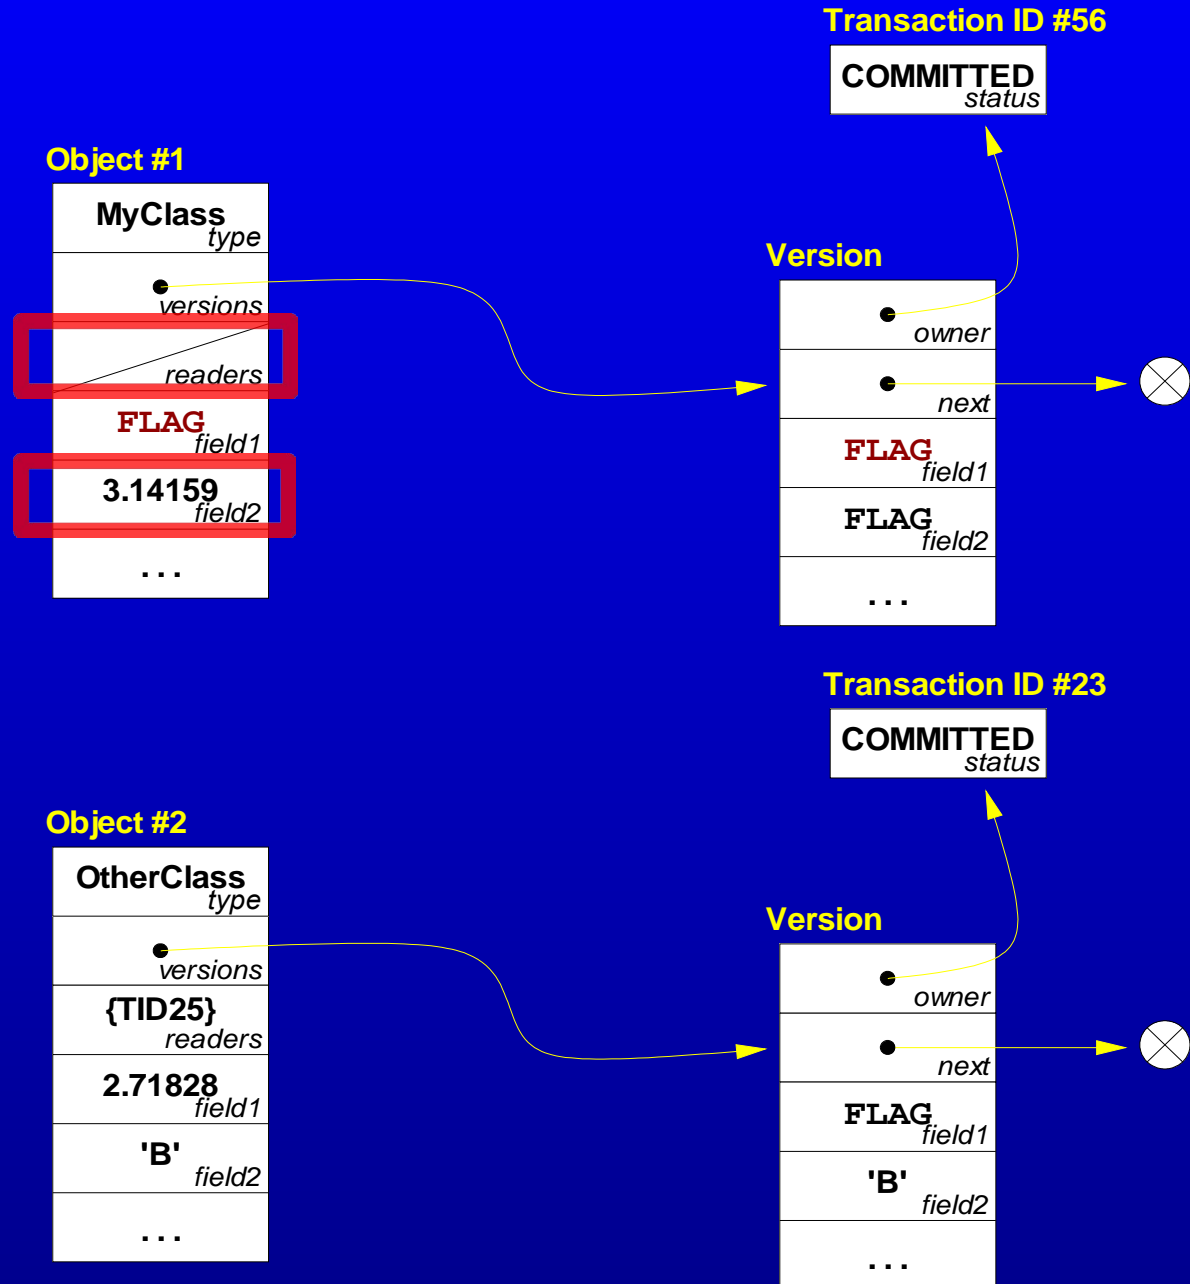 Transaction ID #56
COMMITTED
status
Object #1
MyClass
type
versions
readers
FLAG
field1
3.14159
field2
. . .
Version
owner
next
FLAG
field1
FLAG
field2
. . .
Transaction ID #23
COMMITTED
status
Object #2
OtherClass
type
versions
{TID25}
readers
2.71828
field1
'B'
field2
. . .
Version
owner
next
FLAG
field1
'B'
field2
. . .